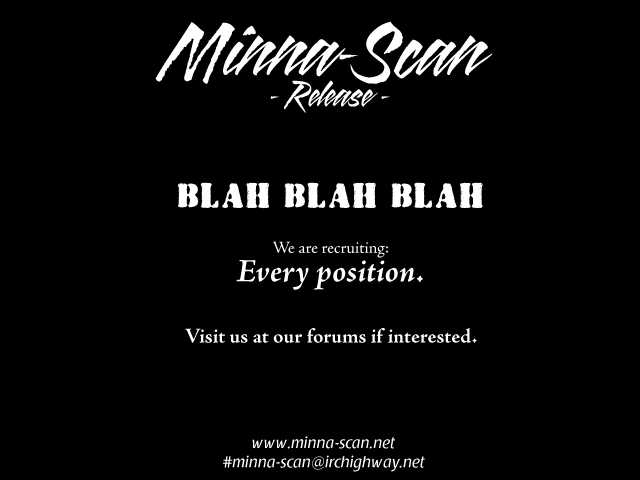 Minna-Scan
- Release -
BLAH BLAH BLAH
We are recruiting:
Every position.
Visit us at our forums if interested.
www.minna-scan.net
#minna-scan@irchighway.net